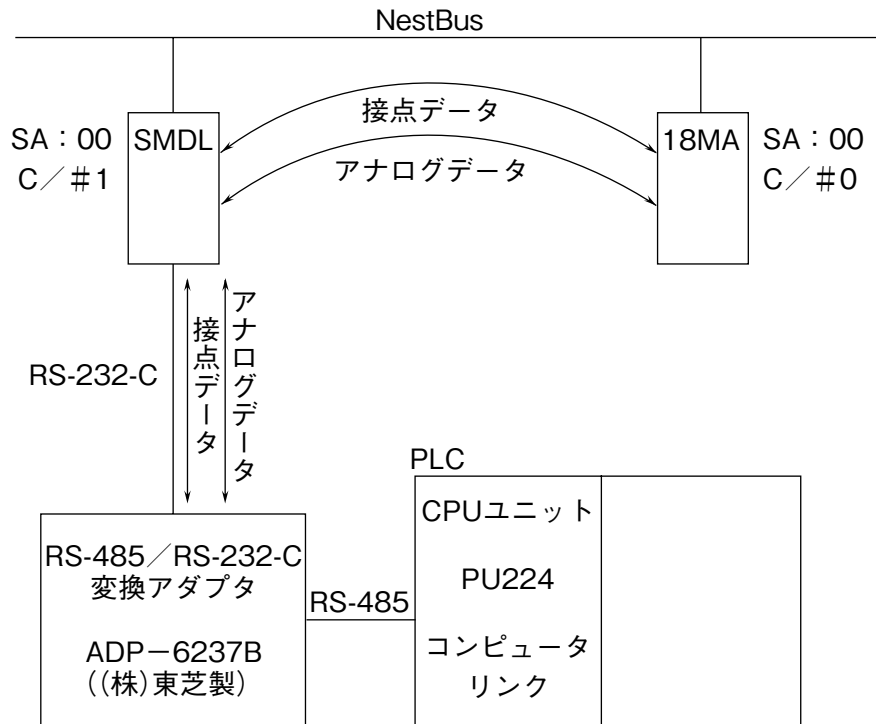 NestBus
接点データ
アナログデータ
SA：00
C／＃1
SMDL
18MA
SA：00
C／＃0
RS-232-C
接点データ
アナログデータ
PLC
CPUユニット
PU224
コンピュータ
リンク
RS-485／RS-232-C
変換アダプタ
ADP－6237B
（（株）東芝製）
RS-485